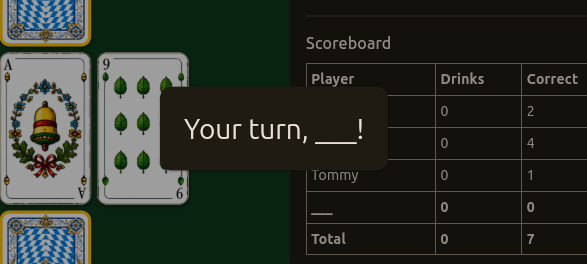 A
9
A
9
Scoreboard
Player Drinks Correct
0 2
0 4
Tommy 0 1
___ 0 0
Total 0 7
Your turn, ___!